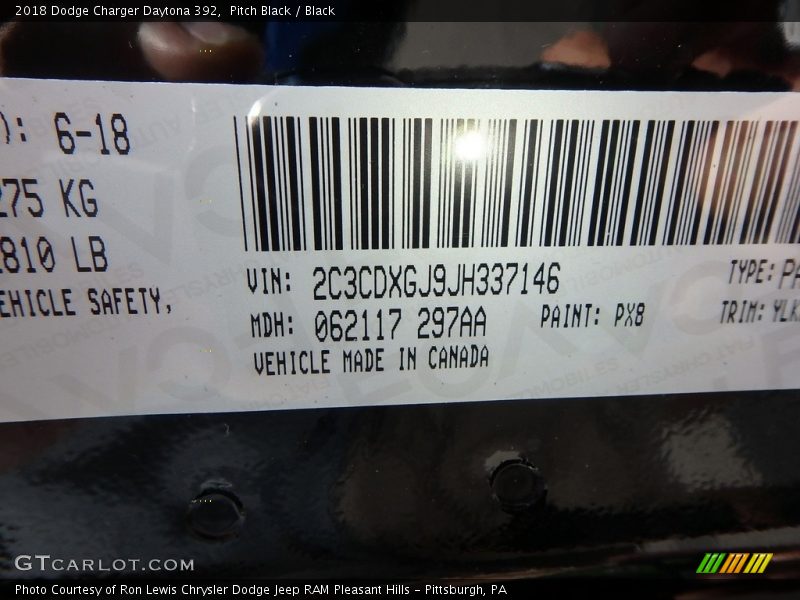 2018 Dodge Charger Daytona 392, Pitch Black / Black
): 6-18
275 KG
810 LB
EHICLE SAFETY,
VIN: 2C3CDXGJ9JH337146
TYPE: PA
MDH: 062117 297AA
PAINT: PX8
TRIM: YLK
VEHICLE MADE IN CANADA
GTCARLOT.COM
Photo Courtesy of Ron Lewis Chrysler Dodge Jeep RAM Pleasant Hills - Pittsburgh, PA